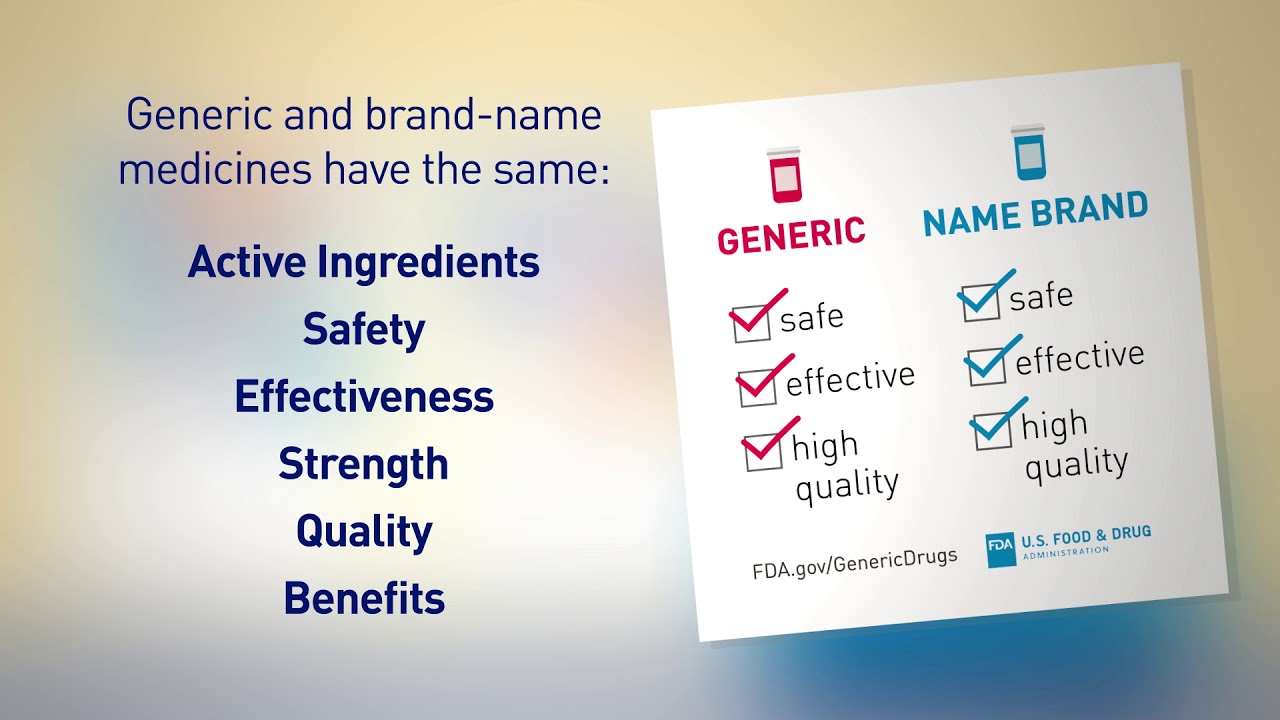 Generic and brand-name
medicines have the same:
Active Ingredients
Safety
Effectiveness
Strength
Quality
Benefits
GENERIC
safe
effective
high
quality
NAME BRAND
safe
effective
high
quality
FDA.gov/GenericDrugs
FDA
U.S. FOOD & DRUG
ADMINISTRATION